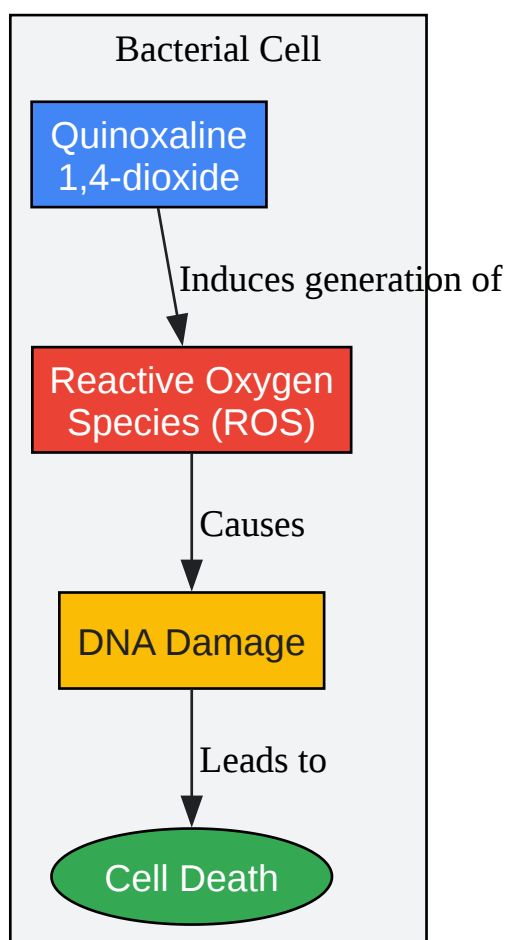 Bacterial Cell
Quinoxaline
1,4-dioxide
Induces generation of
Reactive Oxygen
Species (ROS)
Causes
DNA Damage
Leads to
Cell Death